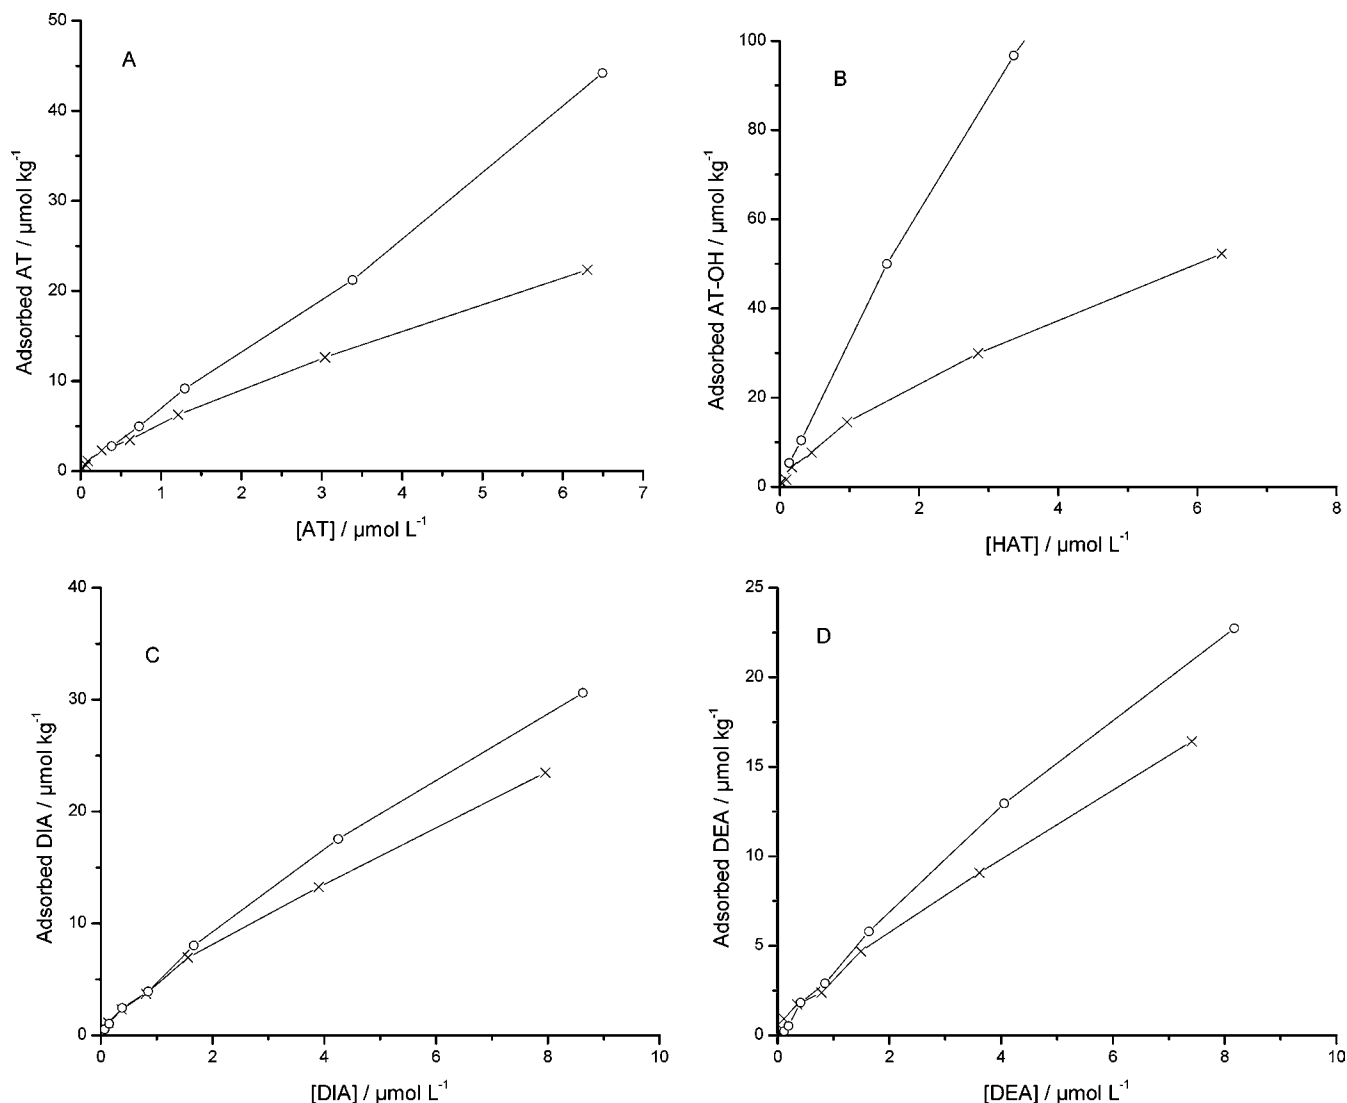 A
Adsorbed AT / µmol kg⁻¹
50
40
30
20
10
0
0 1 2 3 4 5 6 7
[AT] / µmol L⁻¹
B
Adsorbed AT-OH / µmol kg⁻¹
100
80
60
40
20
0
0 2 4 6 8
[HAT] / µmol L⁻¹
C
Adsorbed DIA / µmol kg⁻¹
40
30
20
10
0
0 2 4 6 8 10
[DIA] / µmol L⁻¹
D
Adsorbed DEA / µmol kg⁻¹
25
20
15
10
5
0
0 2 4 6 8 10
[DEA] / µmol L⁻¹